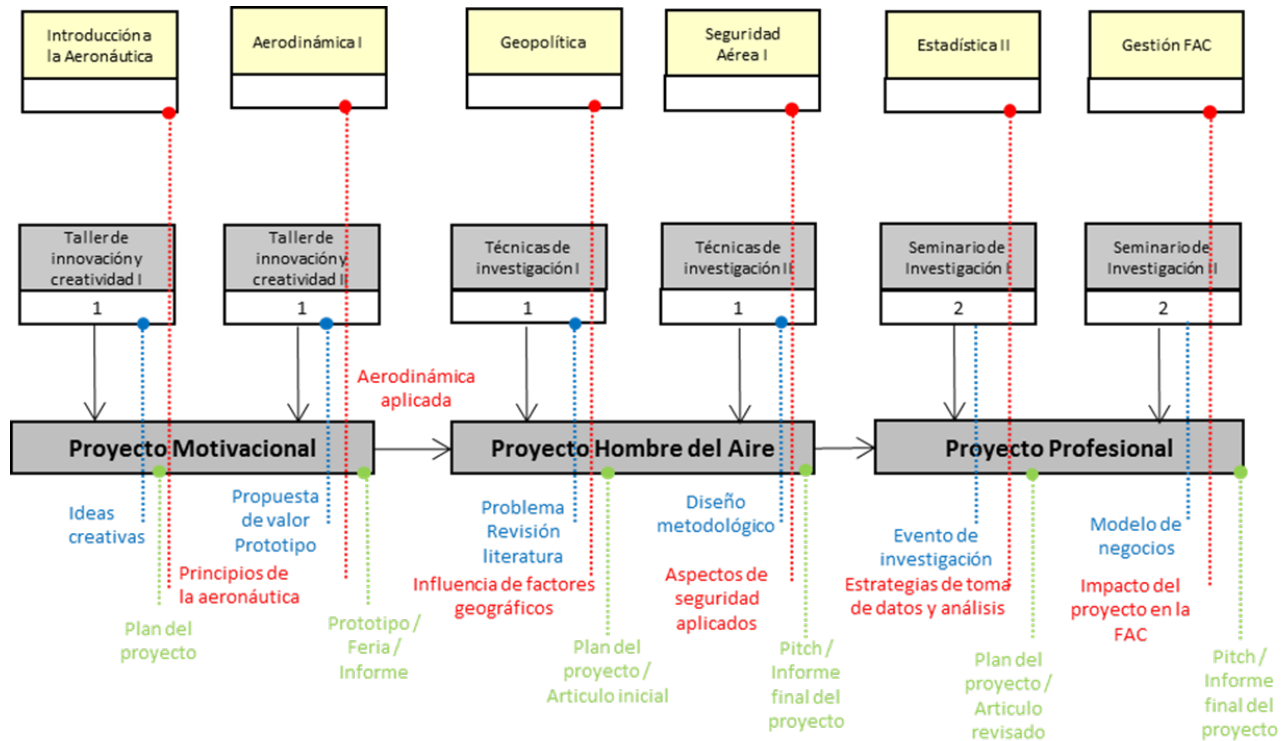 Introducción a
la Aeronáutica
Aerodinámica I
Geopolítica
Seguridad
Aérea I
Estadística II
Gestión FAC
Taller de
innovación y
creatividad I
1
Taller de
innovación y
creatividad II
1
Técnicas de
investigación I
1
Técnicas de
investigación II
1
Seminario de
Investigación I
2
Seminario de
Investigación II
2
Aerodinámica
aplicada
Proyecto Motivacional
Proyecto Hombre del Aire
Proyecto Profesional
Ideas
creativas
Propuesta
de valor
Prototipo
Problema
Revisión
literatura
Diseño
metodológico
Evento de
investigación
Modelo de
negocios
Principios de
la aeronáutica
Influencia de factores
geográficos
Aspectos de
seguridad
aplicados
Estrategias de toma
de datos y análisis
Impacto del
proyecto en la
FAC
Plan del
proyecto
Prototipo /
Feria /
Informe
Plan del
proyecto /
Articulo inicial
Pitch /
Informe
final del
proyecto
Plan del
proyecto /
Articulo
revisado
Pitch /
Informe
final del
proyecto